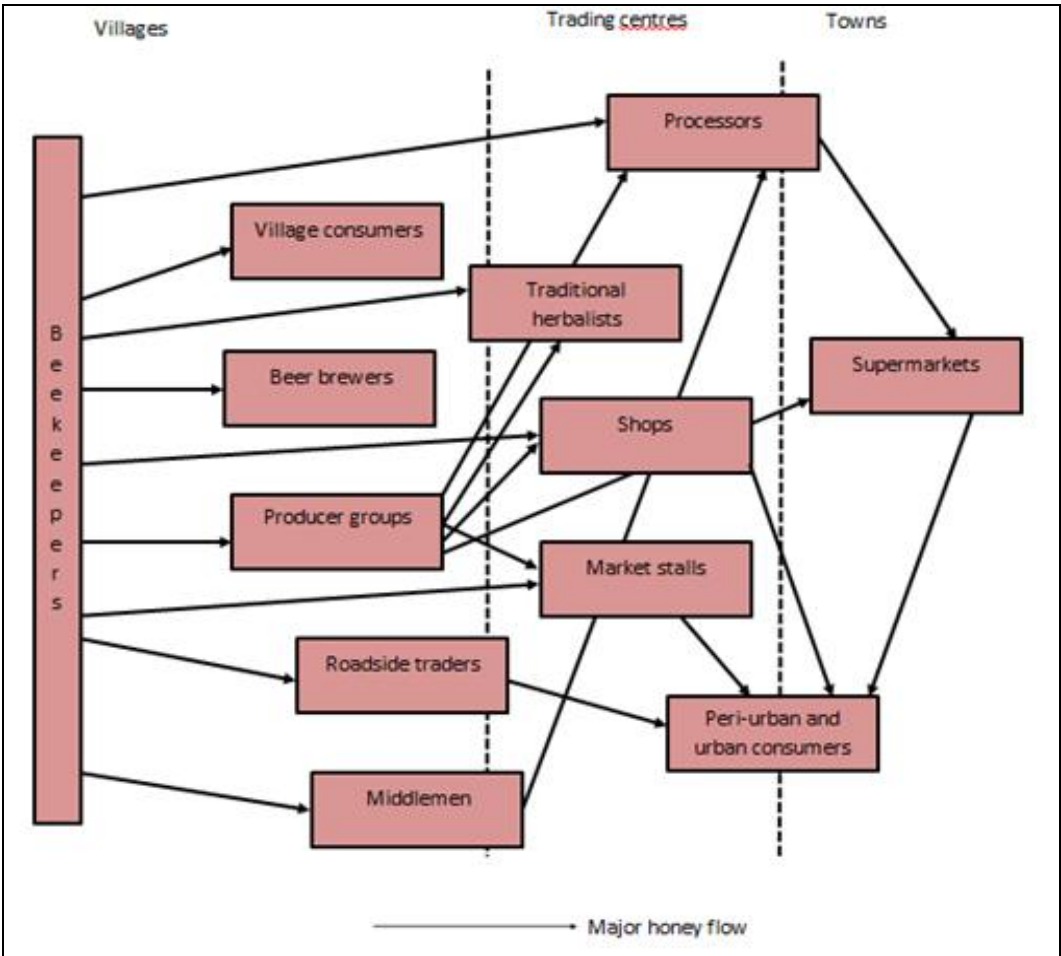 Villages
Trading centres
Towns
Processors
Village consumers
Traditional
herbalists
Supermarkets
Beer brewers
Shops
B
e
e
k
e
e
p
e
r
s
Producer groups
Market stalls
Roadside traders
Peri-urban and
urban consumers
Middlemen
Major honey flow